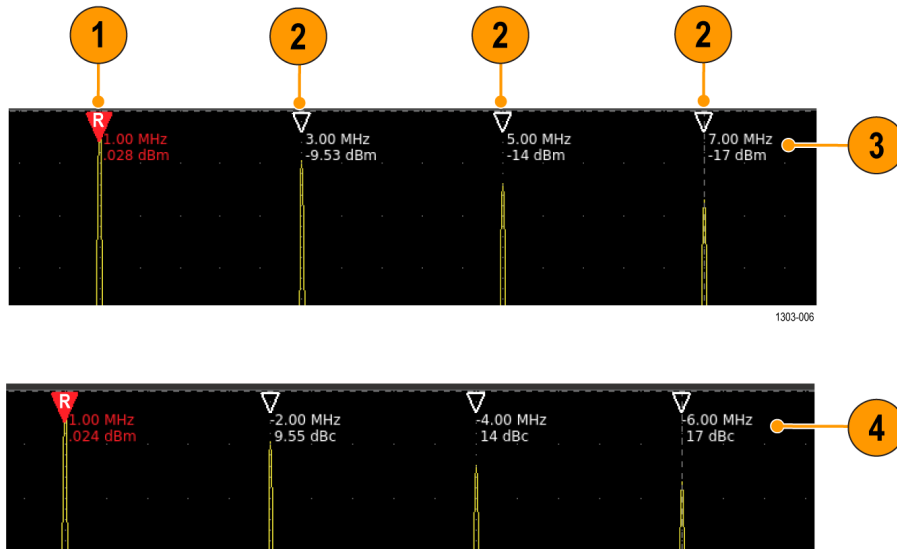 1
2
2
2
R
1.00 MHz
.028 dBm
3.00 MHz
-9.53 dBm
5.00 MHz
-14 dBm
7.00 MHz
-17 dBm
3
1303-006
R
1.00 MHz
.024 dBm
-2.00 MHz
9.55 dBc
-4.00 MHz
14 dBc
-6.00 MHz
17 dBc
4